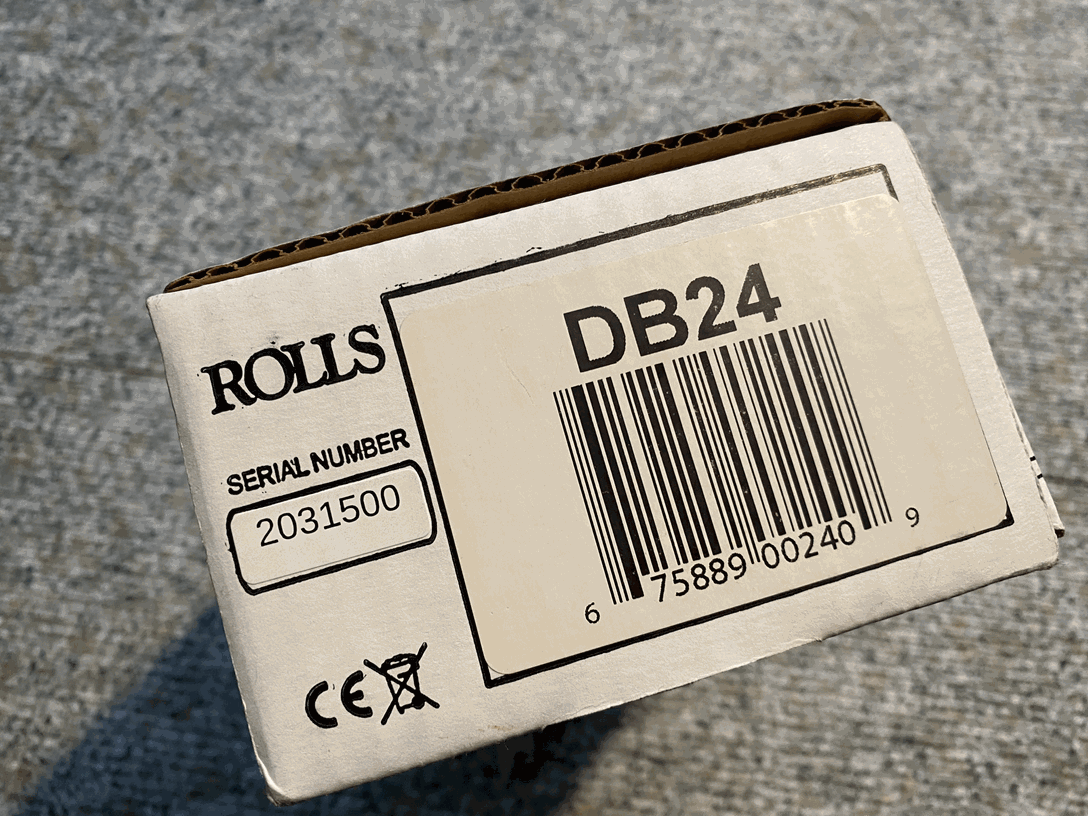 ROLLS
SERIAL NUMBER
2031500
CE
DB24
6 75889 00240 9